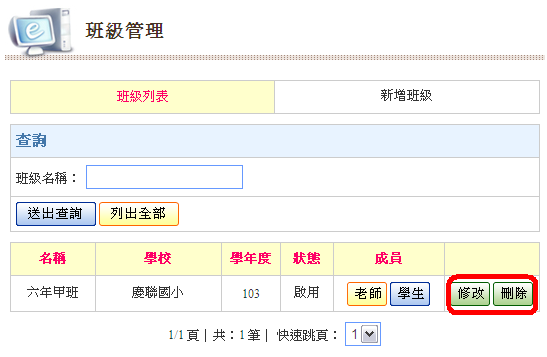 班級管理
班級列表 新增班級
查詢
班級名稱：
送出查詢 列出全部
名稱 學校 學年度 狀態 成員
六年甲班 慶聯國小 103 啟用 老師 學生 修改 刪除
1/1 頁 | 共：1 筆 | 快速跳頁： 1